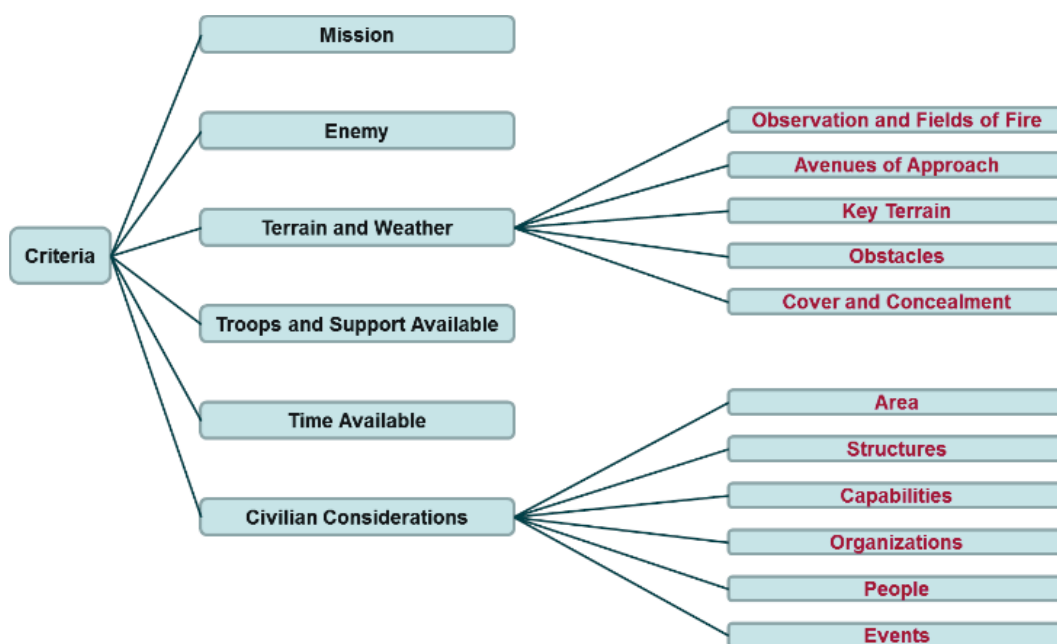 Criteria
Mission
Enemy
Terrain and Weather
Troops and Support Available
Time Available
Civilian Considerations
Observation and Fields of Fire
Avenues of Approach
Key Terrain
Obstacles
Cover and Concealment
Area
Structures
Capabilities
Organizations
People
Events